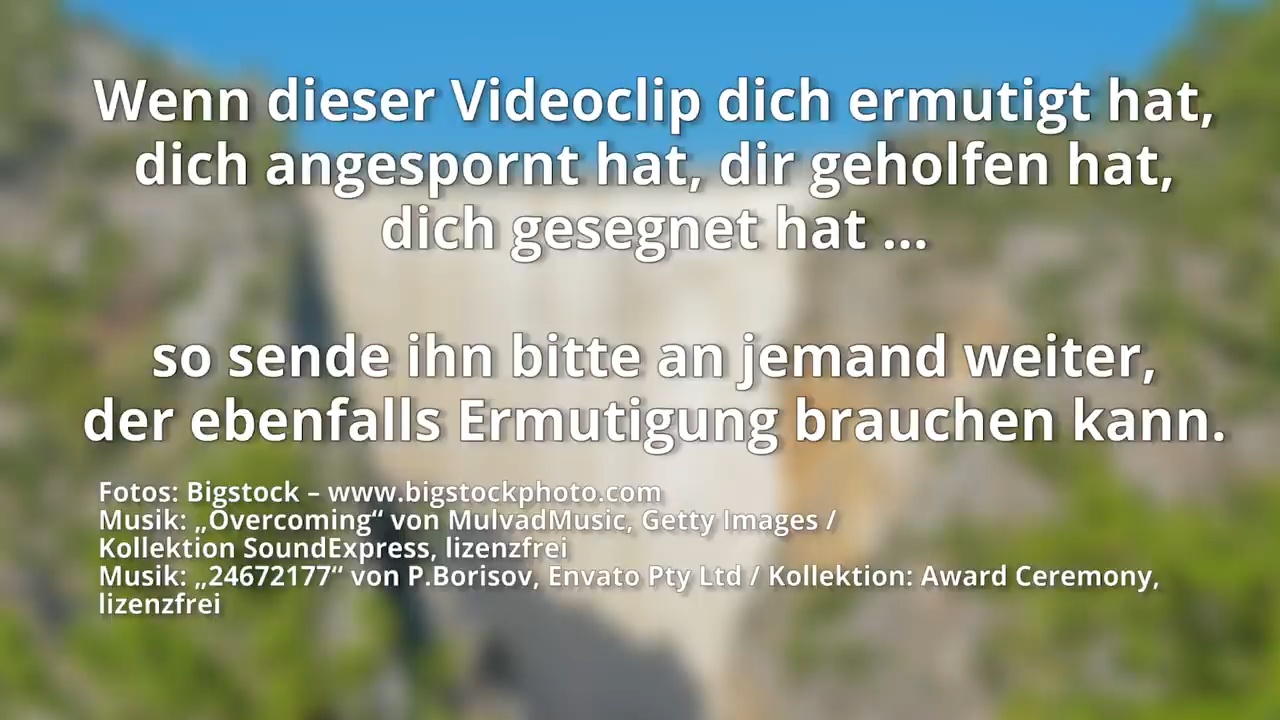 Wenn dieser Videoclip dich ermutigt hat,
dich angespornt hat, dir geholfen hat,
dich gesegnet hat ...
so sende ihn bitte an jemand weiter,
der ebenfalls Ermutigung brauchen kann.
Fotos: Bigstock – www.bigstockphoto.com
Musik: „Overcoming“ von MulvadMusic, Getty Images /
Kollektion SoundExpress, lizenzfrei
Musik: „24672177“ von P.Borisov, Envato Pty Ltd / Kollektion: Award Ceremony,
lizenzfrei